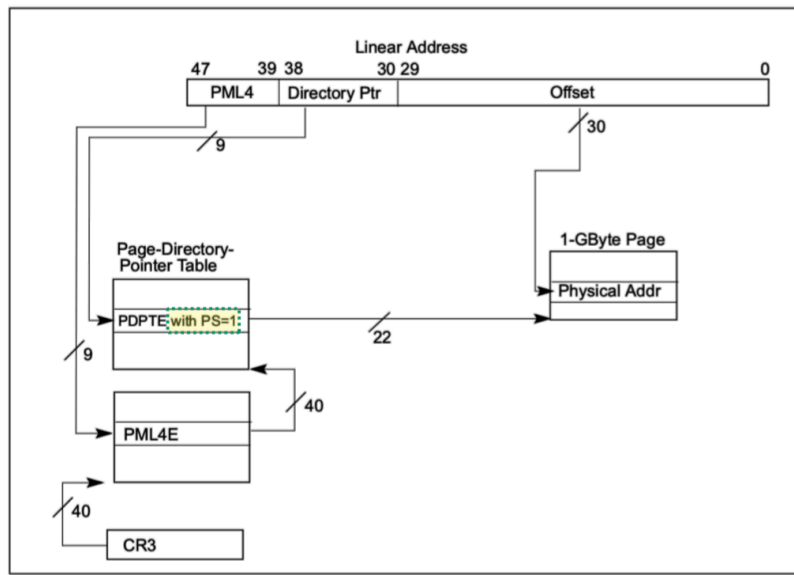 Linear Address
47 39 38 30 29 0
PML4 Directory Ptr Offset
9
30
Page-Directory-
Pointer Table
1-GByte Page
PDPTE with PS=1
Physical Addr
22
9
40
PML4E
40
CR3